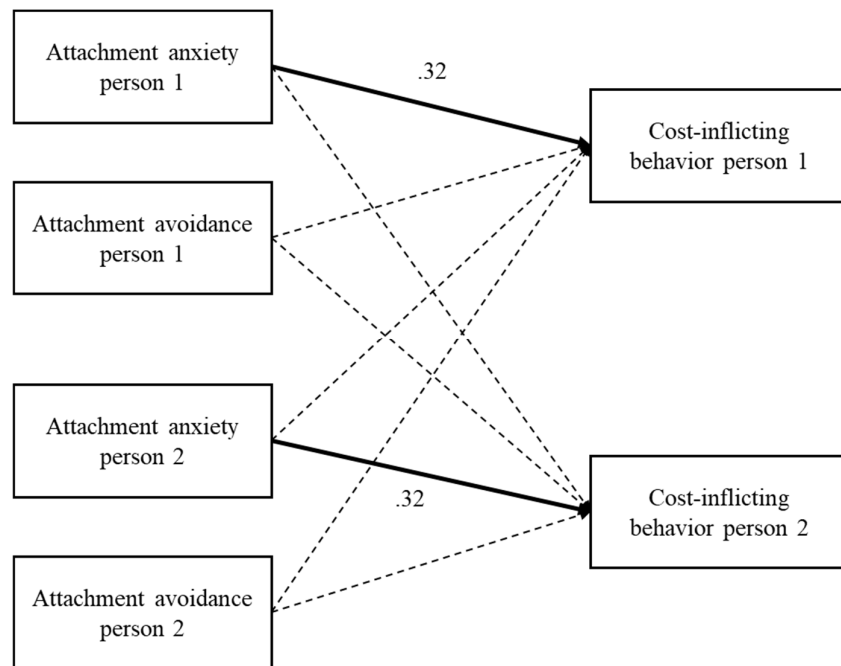 Attachment anxiety
person 1
.32
Cost-inflicting
behavior person 1
Attachment avoidance
person 1
Attachment anxiety
person 2
.32
Cost-inflicting
behavior person 2
Attachment avoidance
person 2